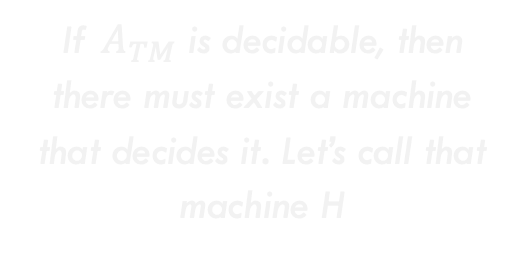 If A_TM is decidable, then
there must exist a machine
that decides it. Let's call that
machine H